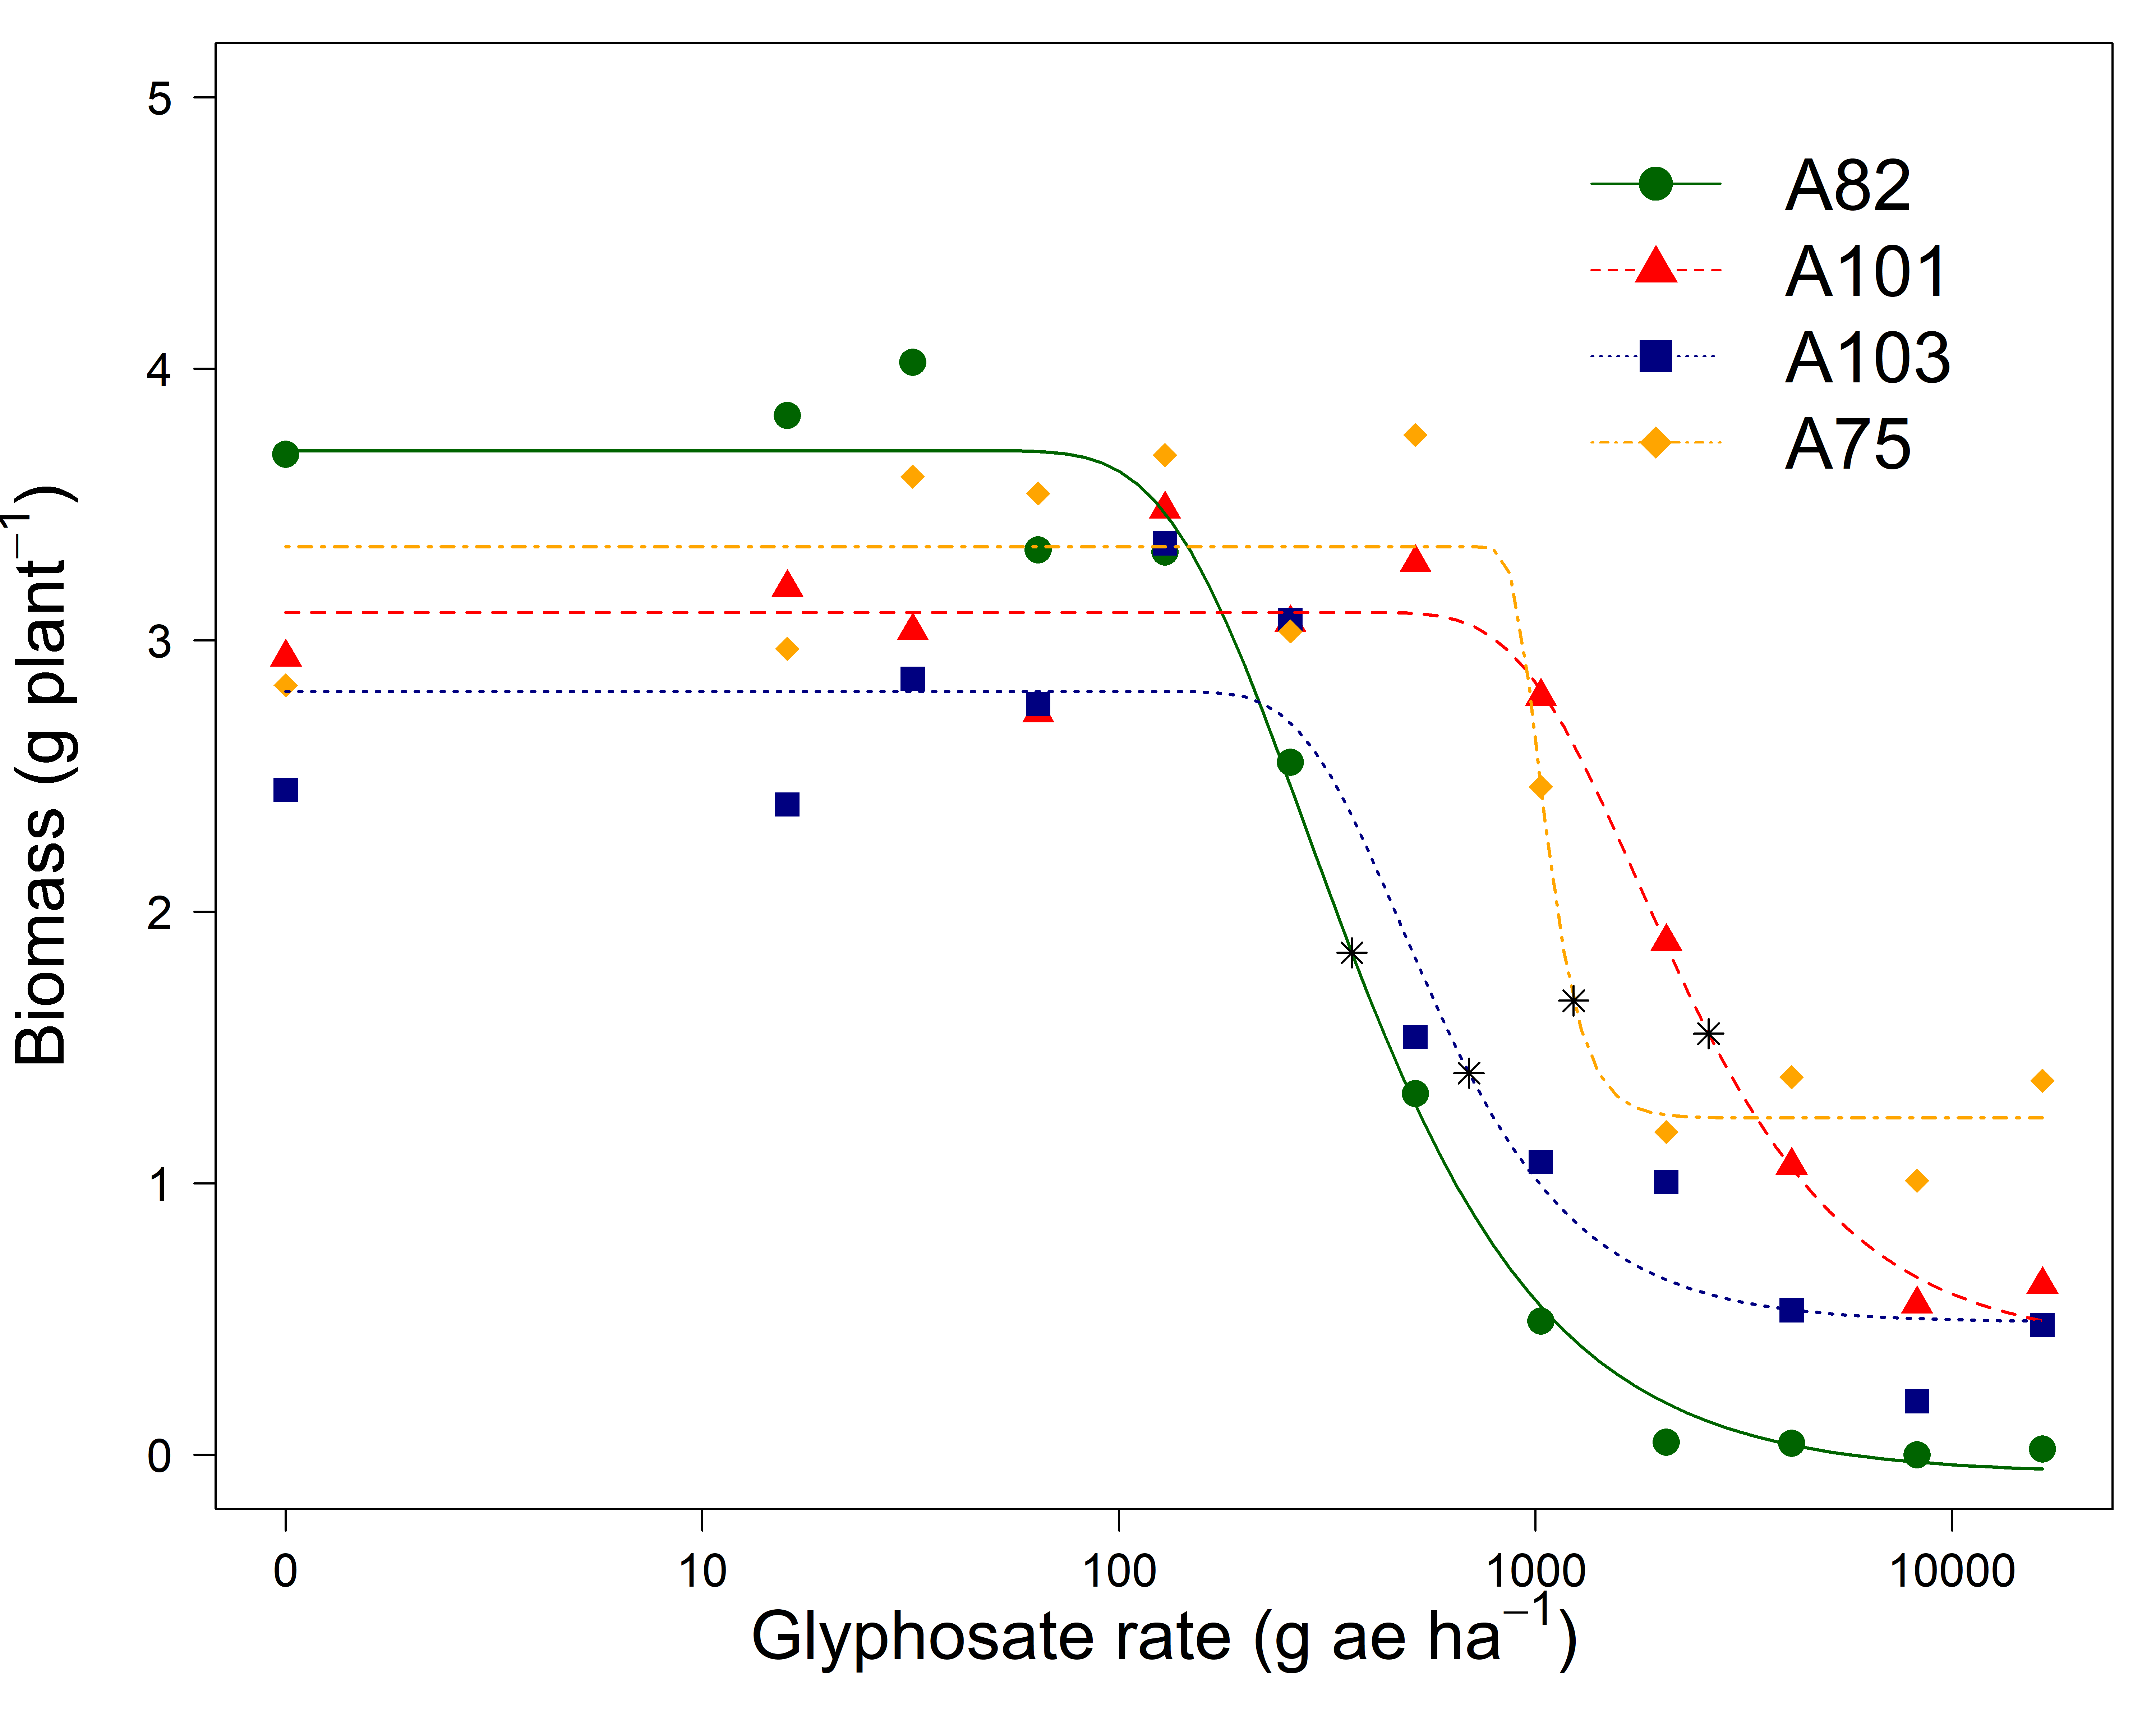 Biomass (g plant⁻¹)
5
4
3
2
1
0
A82
A101
A103
A75
0 10 100 1000 10000
Glyphosate rate (g ae ha⁻¹)